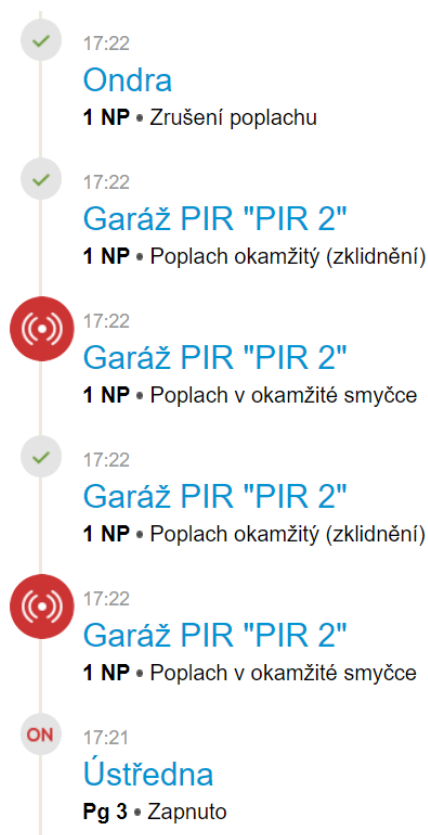 17:22
Ondra
1 NP • Zrušení poplachu
17:22
Garáž PIR "PIR 2"
1 NP • Poplach okamžitý (zklidnění)
17:22
Garáž PIR "PIR 2"
1 NP • Poplach v okamžité smyčce
17:22
Garáž PIR "PIR 2"
1 NP • Poplach okamžitý (zklidnění)
17:22
Garáž PIR "PIR 2"
1 NP • Poplach v okamžité smyčce
ON
17:21
Ústředna
Pg 3 • Zapnuto